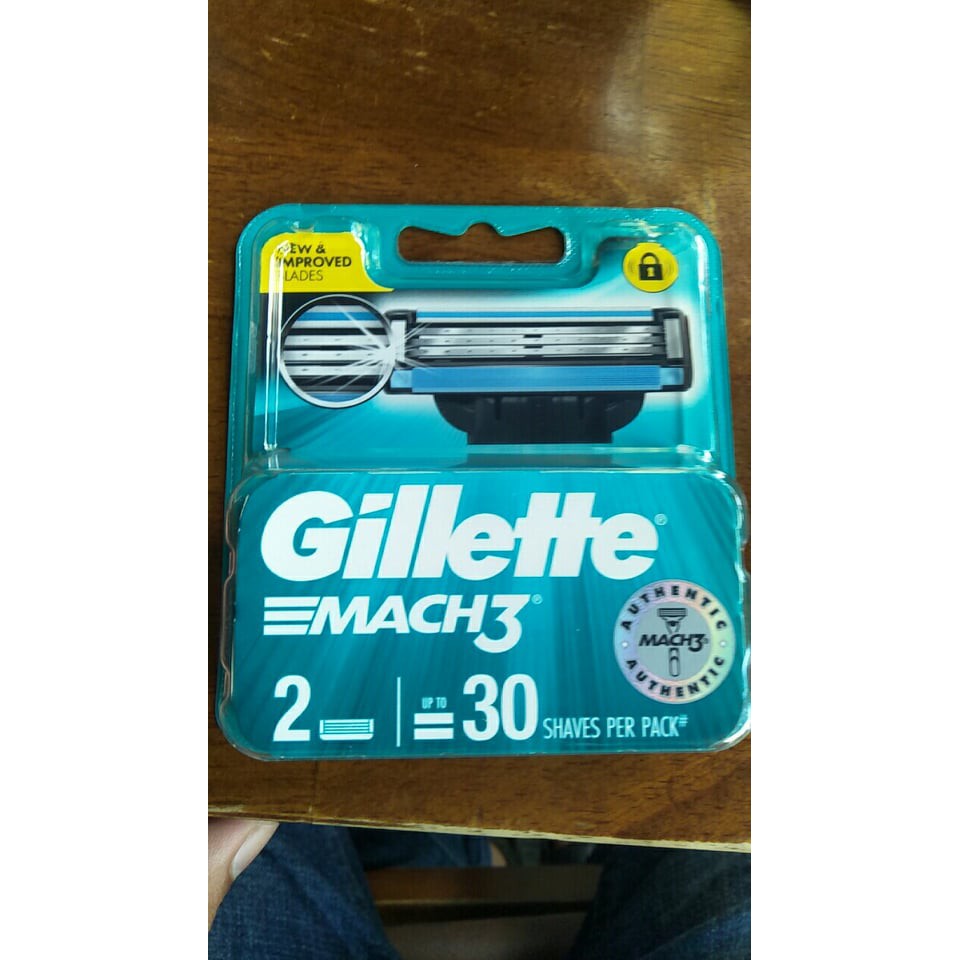 NEW &
IMPROVED
BLADES
Gillette®
MACH3®
AUTHENTIC
MACH3®
AUTHENTIC
2 | UP TO = 30 SHAVES PER PACK#